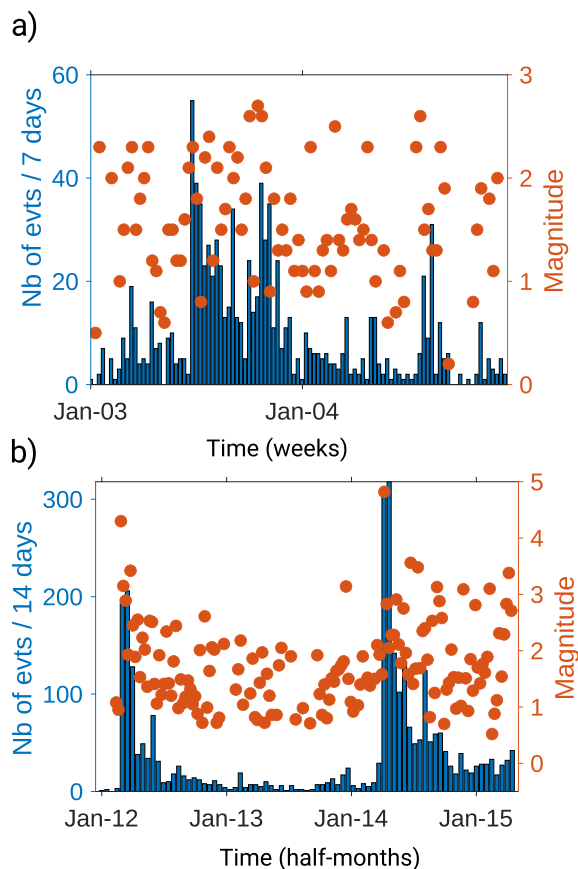 a)
60
3
40
2
20
1
0
0
Nb of evts / 7 days
Magnitude
Jan-03
Jan-04
Time (weeks)
b)
300
5
4
200
3
2
100
1
0
0
Nb of evts / 14 days
Magnitude
Jan-12
Jan-13
Jan-14
Jan-15
Time (half-months)